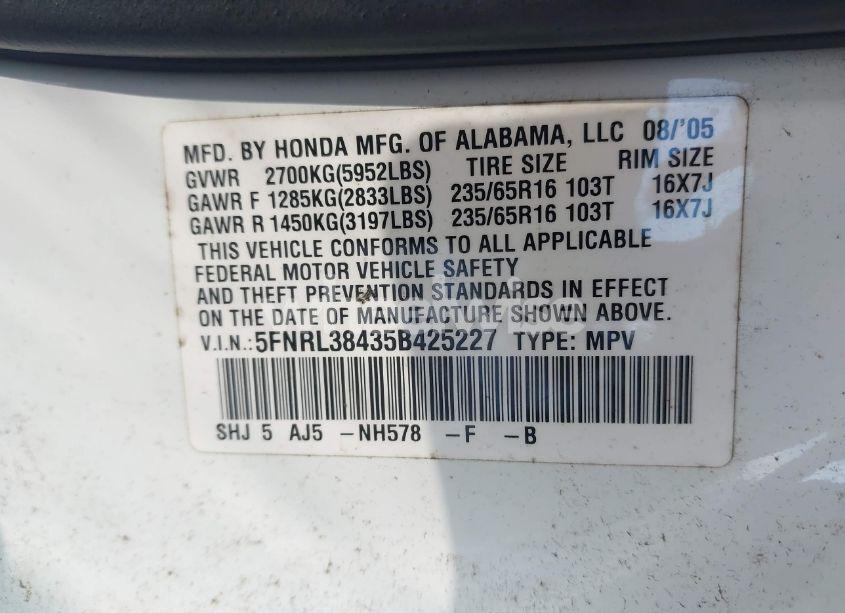 MFD. BY HONDA MFG. OF ALABAMA, LLC 08/'05
GVWR 2700KG(5952LBS) TIRE SIZE RIM SIZE
GAWR F 1285KG(2833LBS) 235/65R16 103T 16X7J
GAWR R 1450KG(3197LBS) 235/65R16 103T 16X7J
THIS VEHICLE CONFORMS TO ALL APPLICABLE
FEDERAL MOTOR VEHICLE SAFETY
AND THEFT PREVENTION STANDARDS IN EFFECT
ON THE DATE OF MANUFACTURE SHOWN ABOVE.
V.I.N.: 5FNRL38435B425227 TYPE: MPV
SHJ 5 AJ5 -NH578 -F -B